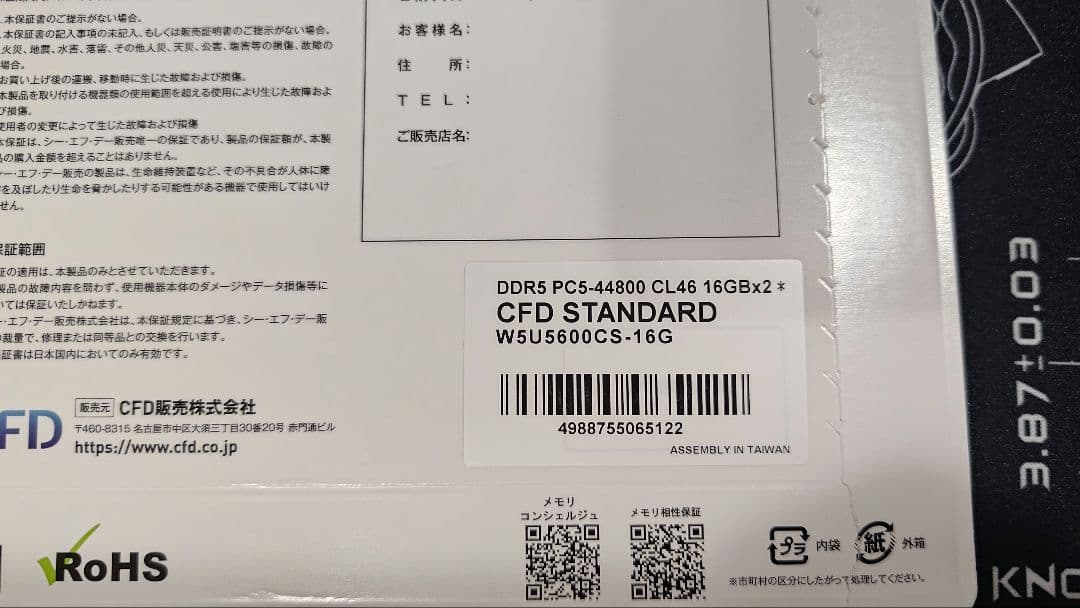 .本保証書のご提示がない場合。
.本保証書の記入事項の未記入、もしくは販売証明書のご提示がない場合。
火災、地震、水害、落雷、その他人災、天災、公害、塩害等の損傷、故障の
場合。
お買い上げ後の運搬、移動時に生じた故障および損傷。
本製品を取り付ける機器類の使用範囲を超える使用により生じた故障およ
び損傷。
使用者の変更によって生じた故障および損傷
本保証は、シー・エフ・デー販売唯一の保証であり、製品の保証額が、本製
品の購入金額を超えることはありません。
シー・エフ・デー販売の製品は、生命維持装置など、その不具合が人体に障
を及ぼしたり生命を脅かしたりする可能性がある機器で使用してはいけ
せん。
保証範囲
証の適用は、本製品のみとさせていただきます。
製品の故障内容を問わず、使用機器本体のダメージやデータ損傷等に
いては保証いたしかねます。
・エフ・デー販売株式会社は、本保証規定に基づき、シー・エフ・デー販
の裁量で、修理または同等品との交換を行います。
証書は日本国内においてのみ有効です。
お客様名:
住 所:
TEL:
ご販売店名:
DDR5 PC5-44800 CL46 16GBx2*
CFD STANDARD
W5U5600CS-16G
4988755065122
ASSEMBLY IN TAIWAN
CFD
販売元 CFD販売株式会社
〒460-8315 名古屋市中区大須三丁目30番20号 赤門通ビル
https://www.cfd.co.jp
RoHS
メモリ
コンシェルジュ
メモリ相性保証
プラ 内袋
紙 外箱
※市町村の区分にしたがって処理してください。
3.87±0.03
KNO